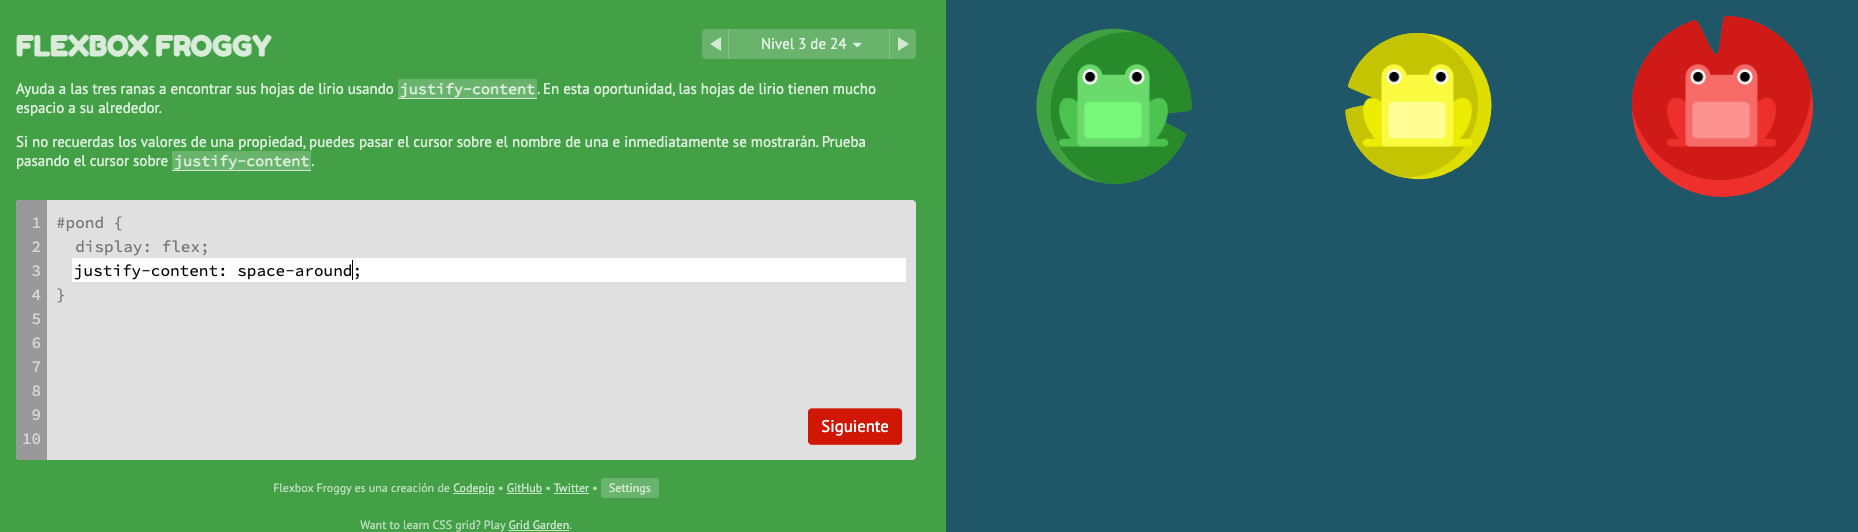 FLEXBOX FROGGY
Nivel 3 de 24
Ayuda a las tres ranas a encontrar sus hojas de lirio usando justify-content. En esta oportunidad, las hojas de lirio tienen mucho
espacio a su alrededor.
Si no recuerdas los valores de una propiedad, puedes pasar el cursor sobre el nombre de una e inmediatamente se mostrarán. Prueba
pasando el cursor sobre justify-content.
1 #pond {
2 display: flex;
3 justify-content: space-around;
4 }
5
6
7
8
9
10
Siguiente
Flexbox Froggy es una creación de Codepip • GitHub • Twitter • Settings
Want to learn CSS grid? Play Grid Garden.